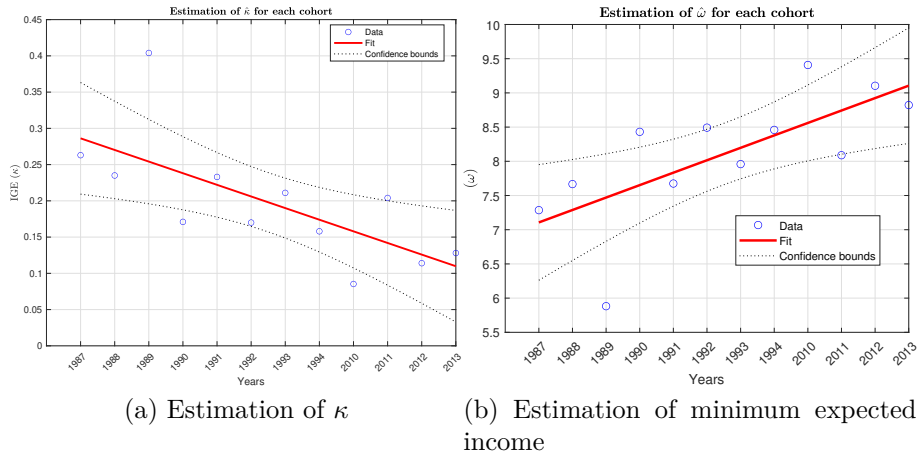 Estimation of κ̂ for each cohort
0.45
0.4
0.35
0.3
0.25
0.2
0.15
0.1
0.05
0
IGE (κ)
Data
Fit
Confidence bounds
1987
1988
1989
1990
1991
1992
1993
1994
2010
2011
2012
2013
Years
(a) Estimation of κ
Estimation of ω̂ for each cohort
10
9.5
9
8.5
8
7.5
7
6.5
6
5.5
(ω)
Data
Fit
Confidence bounds
1987
1988
1989
1990
1991
1992
1993
1994
2010
2011
2012
2013
Years
(b) Estimation of minimum expected
income